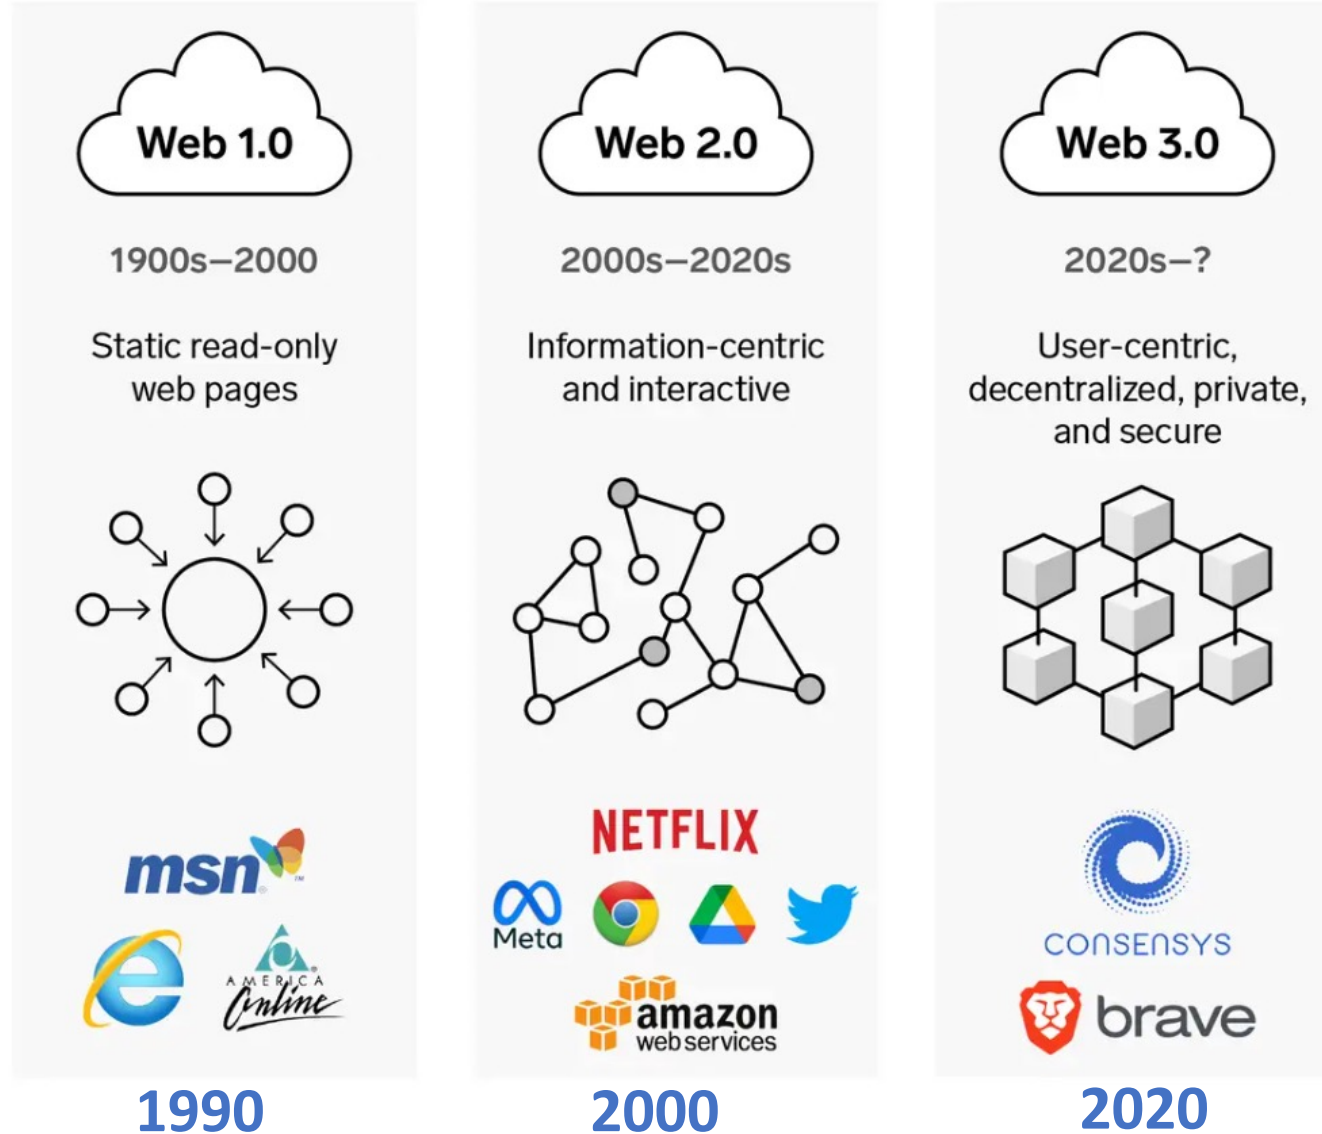 Web 1.0
1900s–2000
Static read-only
web pages
msn
AMERICA
Online
1990
Web 2.0
2000s–2020s
Information-centric
and interactive
NETFLIX
Meta
amazon
web services
2000
Web 3.0
2020s–?
User-centric,
decentralized, private,
and secure
CONSENSYS
brave
2020